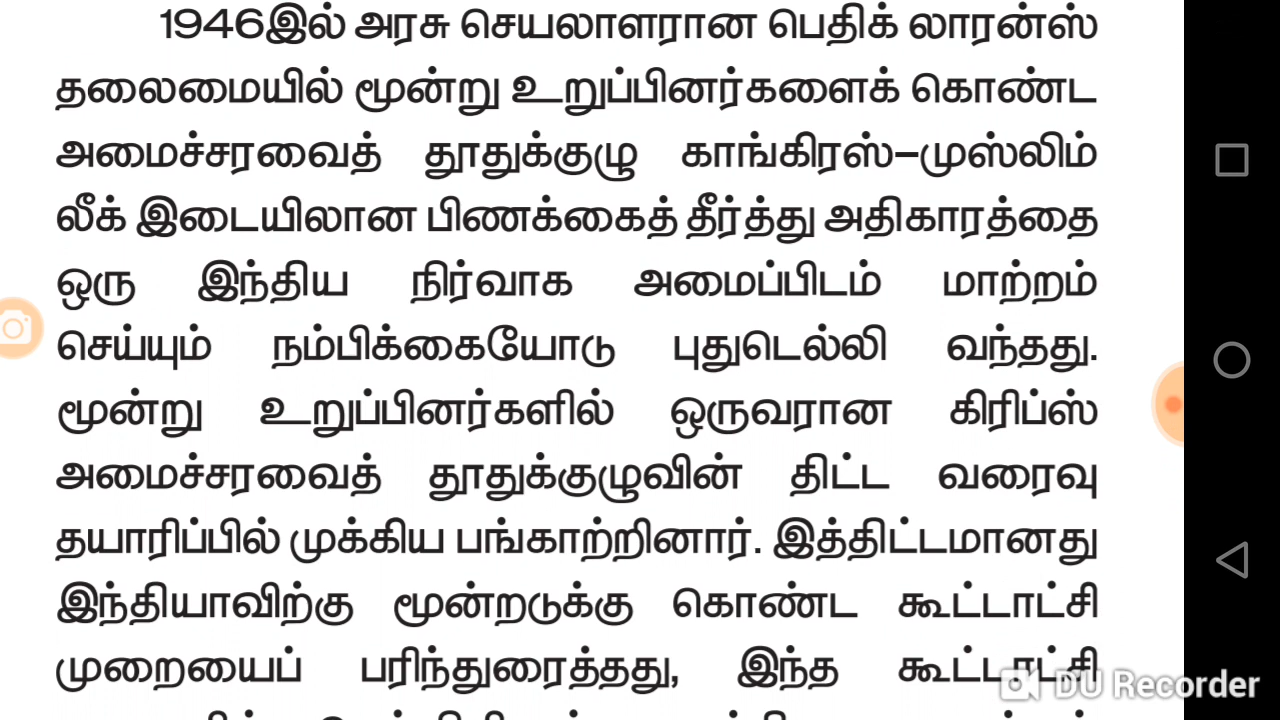 1946இல் அரசு செயலாளரான பெதிக் லாரன்ஸ்
தலைமையில் மூன்று உறுப்பினர்களைக் கொண்ட
அமைச்சரவைத் தூதுக்குழு காங்கிரஸ்–முஸ்லிம்
லீக் இடையிலான பிணக்கைத் தீர்த்து அதிகாரத்தை
ஒரு இந்திய நிர்வாக அமைப்பிடம் மாற்றம்
செய்யும் நம்பிக்கையோடு புதுடெல்லி வந்தது.
மூன்று உறுப்பினர்களில் ஒருவரான கிரிப்ஸ்
அமைச்சரவைத் தூதுக்குழுவின் திட்ட வரைவு
தயாரிப்பில் முக்கிய பங்காற்றினார். இத்திட்டமானது
இந்தியாவிற்கு மூன்றடுக்கு கொண்ட கூட்டாட்சி
முறையைப் பரிந்துரைத்தது, இந்த கூட்டாட்சி
DU Recorder